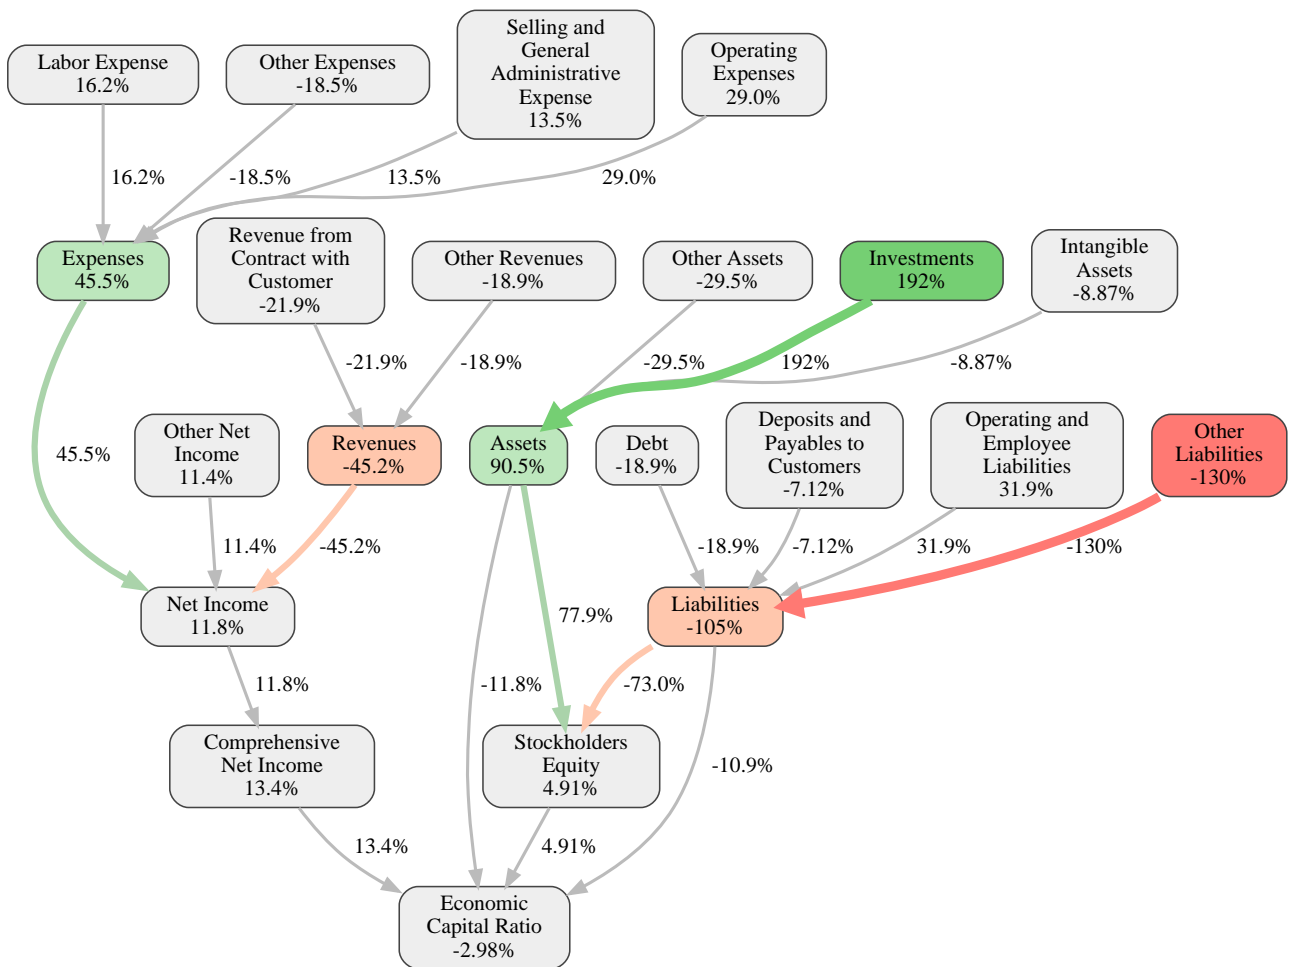 Labor Expense
16.2%
Other Expenses
-18.5%
Selling and
General
Administrative
Expense
13.5%
Operating
Expenses
29.0%
16.2%
-18.5%
13.5%
29.0%
Expenses
45.5%
Revenue from
Contract with
Customer
-21.9%
Other Revenues
-18.9%
Other Assets
-29.5%
Investments
192%
Intangible
Assets
-8.87%
-21.9%
-18.9%
-29.5%
192%
-8.87%
45.5%
Other Net
Income
11.4%
Revenues
-45.2%
Assets
90.5%
Debt
-18.9%
Deposits and
Payables to
Customers
-7.12%
Operating and
Employee
Liabilities
31.9%
Other
Liabilities
-130%
11.4%
-45.2%
-18.9%
-7.12%
31.9%
-130%
Net Income
11.8%
77.9%
Liabilities
-105%
11.8%
-11.8%
-73.0%
Comprehensive
Net Income
13.4%
Stockholders
Equity
4.91%
-10.9%
13.4%
4.91%
Economic
Capital Ratio
-2.98%